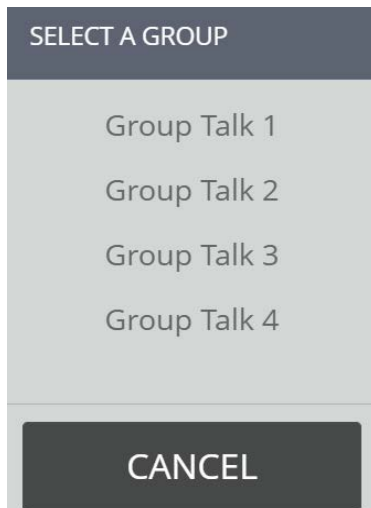 SELECT A GROUP
Group Talk 1
Group Talk 2
Group Talk 3
Group Talk 4
CANCEL